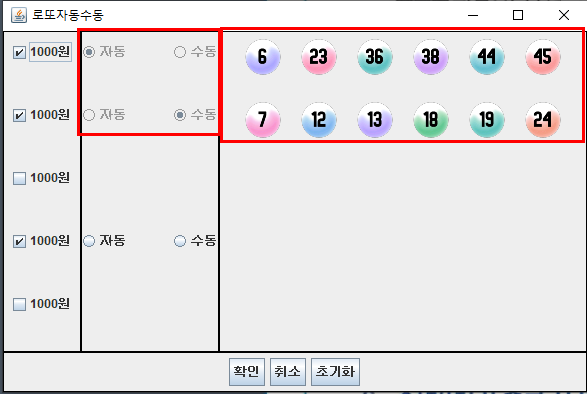 로또자동수동
1000원 자동 수동 6 23 36 38 44 45
1000원 자동 수동 7 12 13 18 19 24
1000원
1000원 자동 수동
1000원
확인 취소 초기화